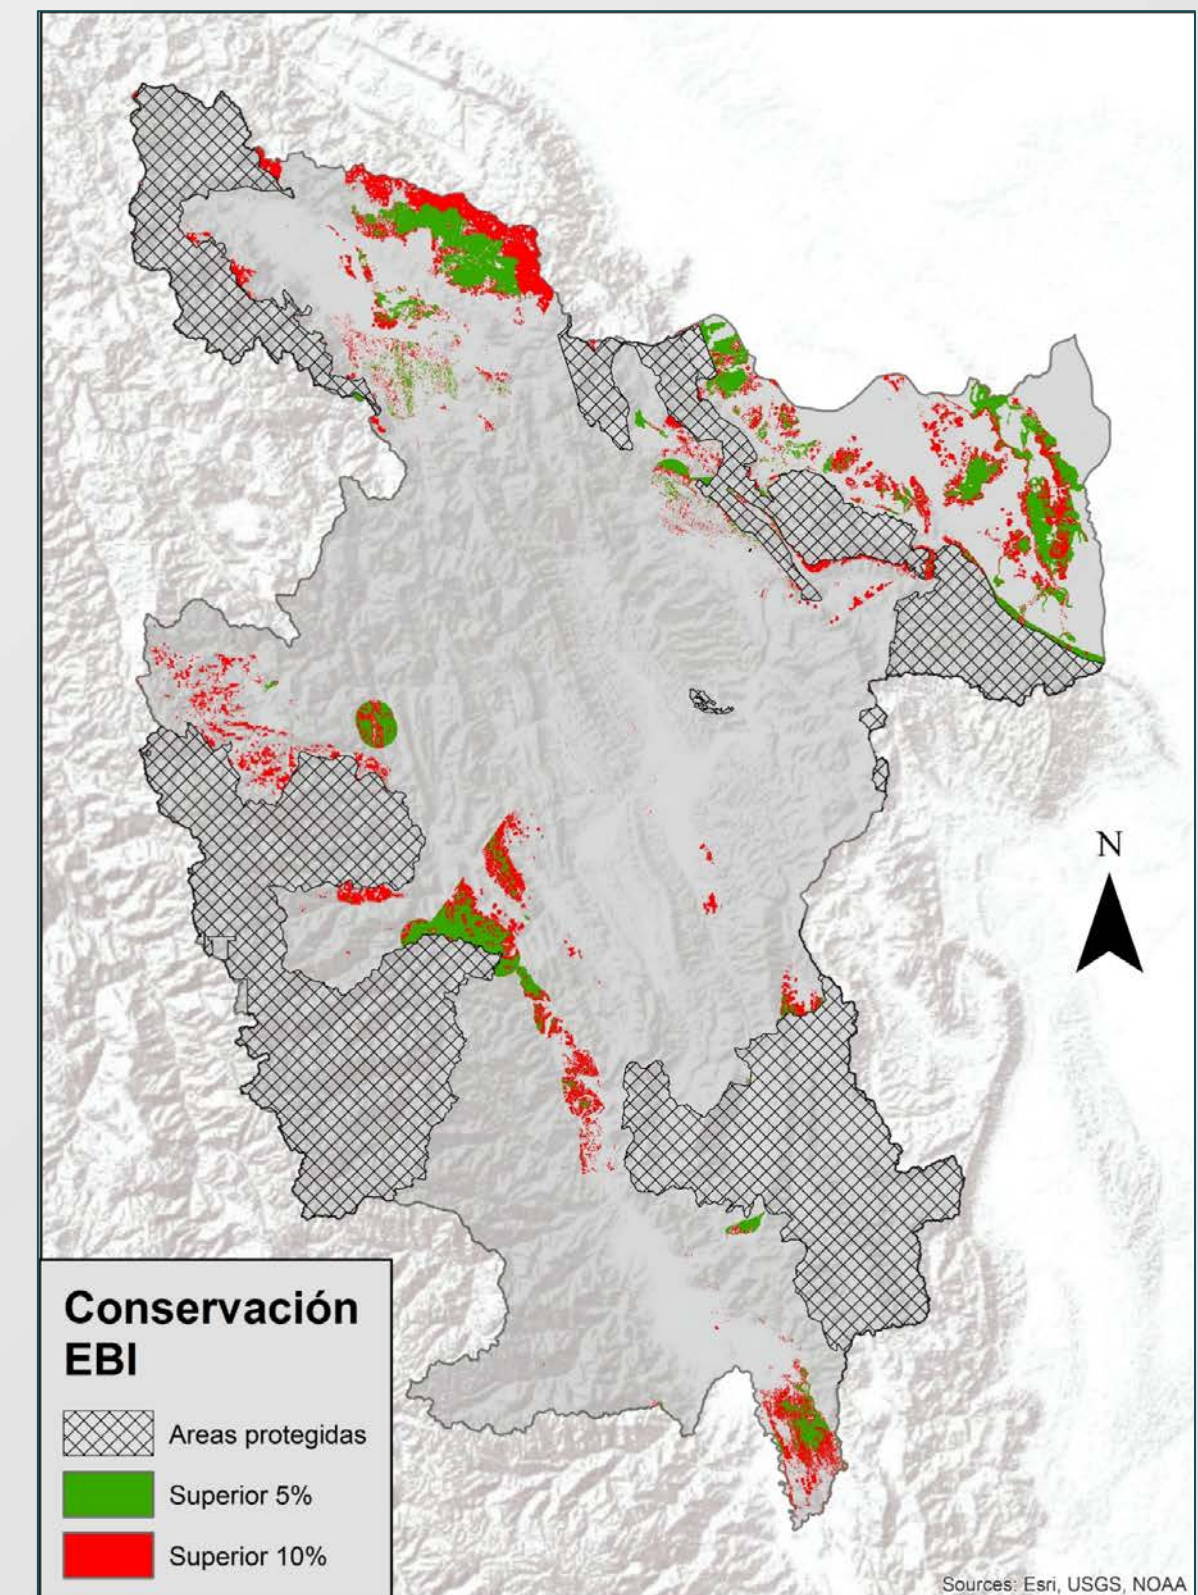 N
Conservación
EBI
Areas protegidas
Superior 5%
Superior 10%
Sources: Esri, USGS, NOAA